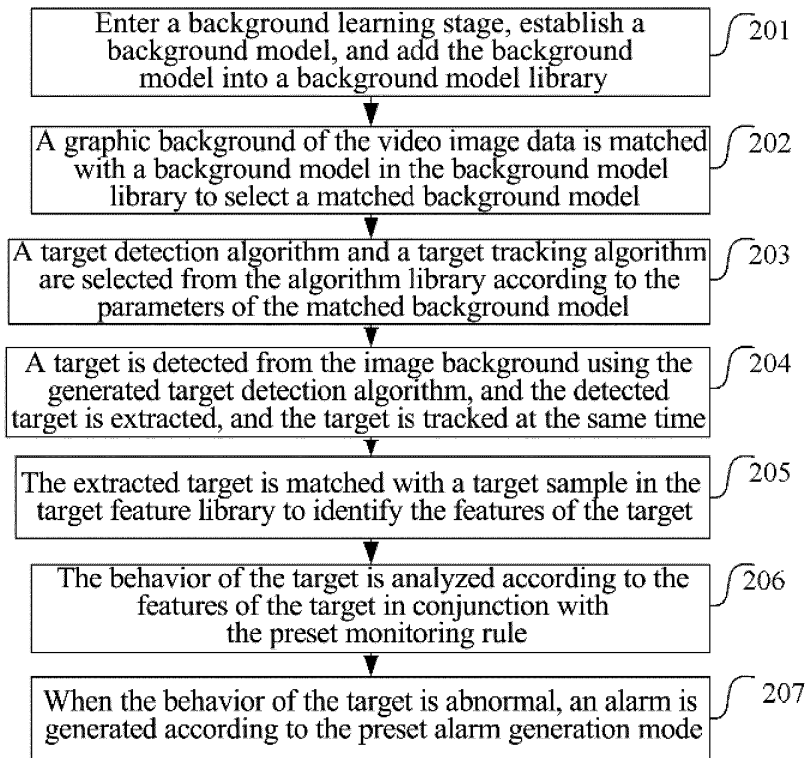 Enter a background learning stage, establish a
background model, and add the background
model into a background model library
201
A graphic background of the video image data is matched
with a background model in the background model
library to select a matched background model
202
A target detection algorithm and a target tracking algorithm
are selected from the algorithm library according to the
parameters of the matched background model
203
A target is detected from the image background using the
generated target detection algorithm, and the detected
target is extracted, and the target is tracked at the same time
204
The extracted target is matched with a target sample in the
target feature library to identify the features of the target
205
The behavior of the target is analyzed according to the
features of the target in conjunction with
the preset monitoring rule
206
When the behavior of the target is abnormal, an alarm is
generated according to the preset alarm generation mode
207